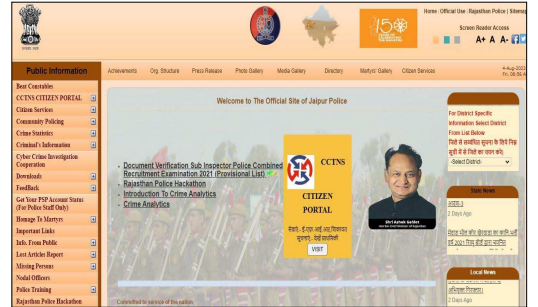 Home : Official Use - Rajasthan Police | Sitemap
Screen Reader Access
A+ A A-
Public Information
Achievements Org. Structure Press Release Photo Gallery Media Gallery Directory Martyrs' Gallery Citizen Services
4-Aug-2023
Beat Constables
CCTNS CITIZEN PORTAL
Citizen Services
Community Policing
Crime Statistics
Criminal's Information
Cyber Crime Investigation
Cooperation
Downloads
FeedBack
Get Your PSP Account Status
(For Police Staff Only)
Homage To Martyrs
Important Links
Info. From Public
Lost Articles Report
Missing Persons
Nodal Officers
Police Training
Rajasthan Police Hackathon
Welcome to The Official Site of Jaipur Police
Document Verification Sub Inspector Police Combined
Recruitment Examination 2021 (Provisional List)
Rajasthan Police Hackathon
Introduction To Crime Analytics
Crime Analytics
CCTNS
CITIZEN
PORTAL
VISIT
Shri Ashok Gehlot
Committed to service of the nation.
For District Specific
Information Select District
From List Below
-Select District-
State News
2 Days Ago
Local News
2 Days Ago